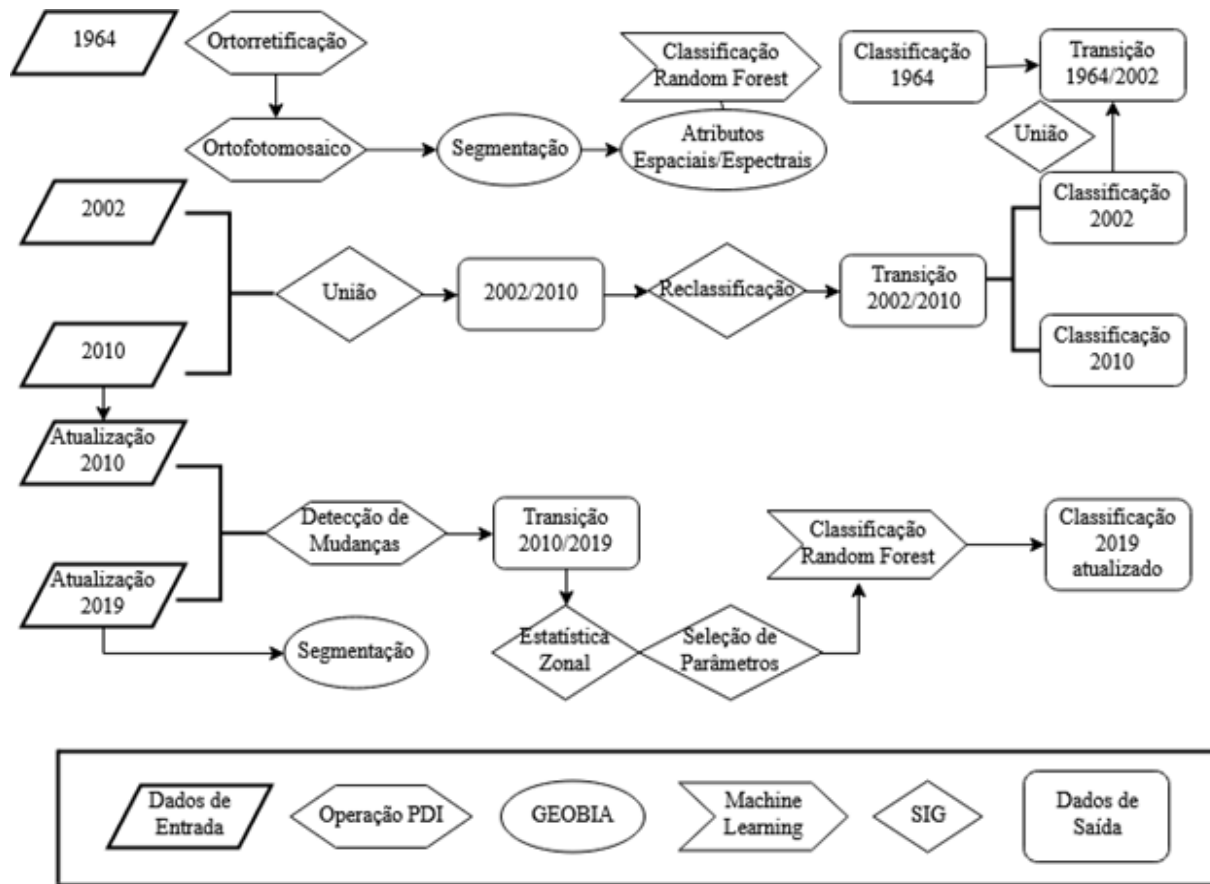 1964
Ortorretificação
Classificação
Random Forest
Classificação
1964
Transição
1964/2002
União
Ortofotomosaico
Segmentação
Atributos
Espaciais/Espectrais
2002
Classificação
2002
União
2002/2010
Reclassificação
Transição
2002/2010
2010
Classificação
2010
Atualização
2010
Detecção de
Mudanças
Transição
2010/2019
Classificação
Random Forest
Classificação
2019
atualizado
Atualização
2019
Segmentação
Estatística
Zonal
Seleção de
Parâmetros
Dados de
Entrada
Operação PDI
GEOBIA
Machine
Learning
SIG
Dados de
Saída